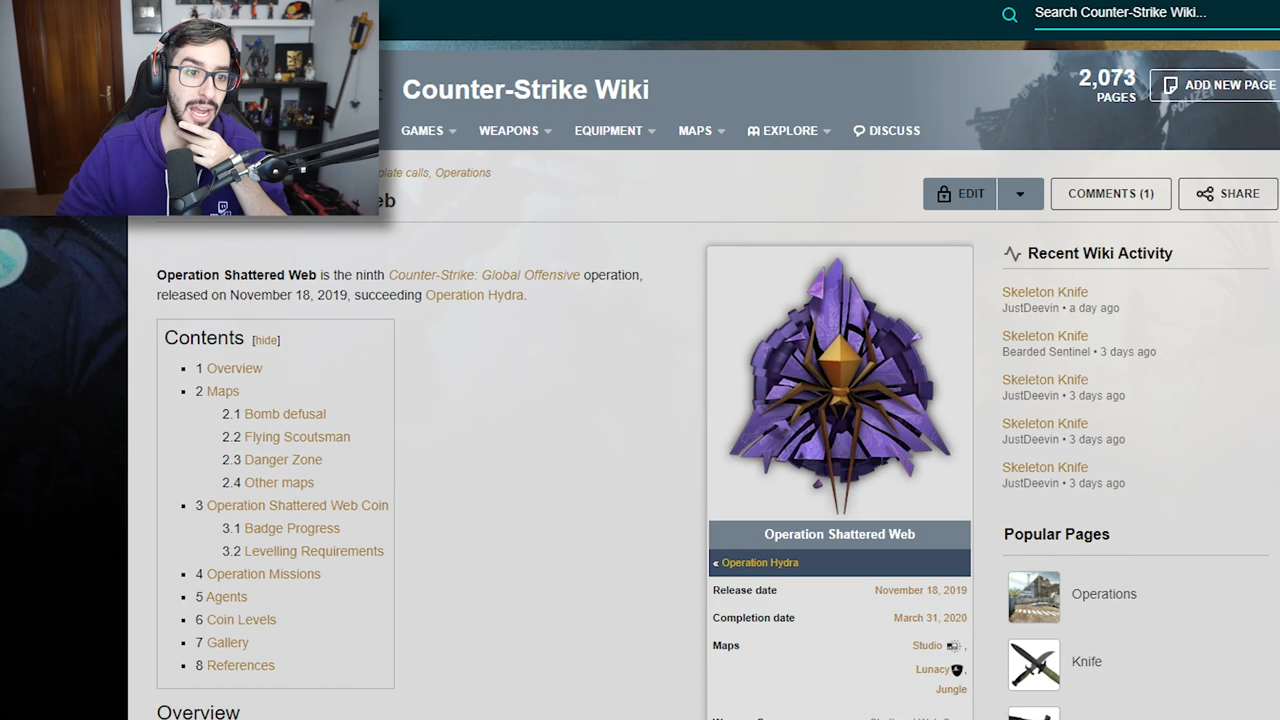 Search Counter-Strike Wiki...
Counter-Strike Wiki
2,073
PAGES
ADD NEW PAGE
GAMES
WEAPONS
EQUIPMENT
MAPS
EXPLORE
DISCUSS
POLIZEI
plate calls, Operations
eb
EDIT
COMMENTS (1)
SHARE
Operation Shattered Web is the ninth Counter-Strike: Global Offensive operation,
released on November 18, 2019, succeeding Operation Hydra.
Contents [hide]
1 Overview
2 Maps
2.1 Bomb defusal
2.2 Flying Scoutsman
2.3 Danger Zone
2.4 Other maps
3 Operation Shattered Web Coin
3.1 Badge Progress
3.2 Levelling Requirements
4 Operation Missions
5 Agents
6 Coin Levels
7 Gallery
8 References
Overview
Operation Shattered Web
« Operation Hydra
Release date November 18, 2019
Completion date March 31, 2020
Maps Studio ,
Lunacy ,
Jungle
Recent Wiki Activity
Skeleton Knife
JustDeevin • a day ago
Skeleton Knife
Bearded Sentinel • 3 days ago
Skeleton Knife
JustDeevin • 3 days ago
Skeleton Knife
JustDeevin • 3 days ago
Skeleton Knife
JustDeevin • 3 days ago
Popular Pages
Operations
Knife